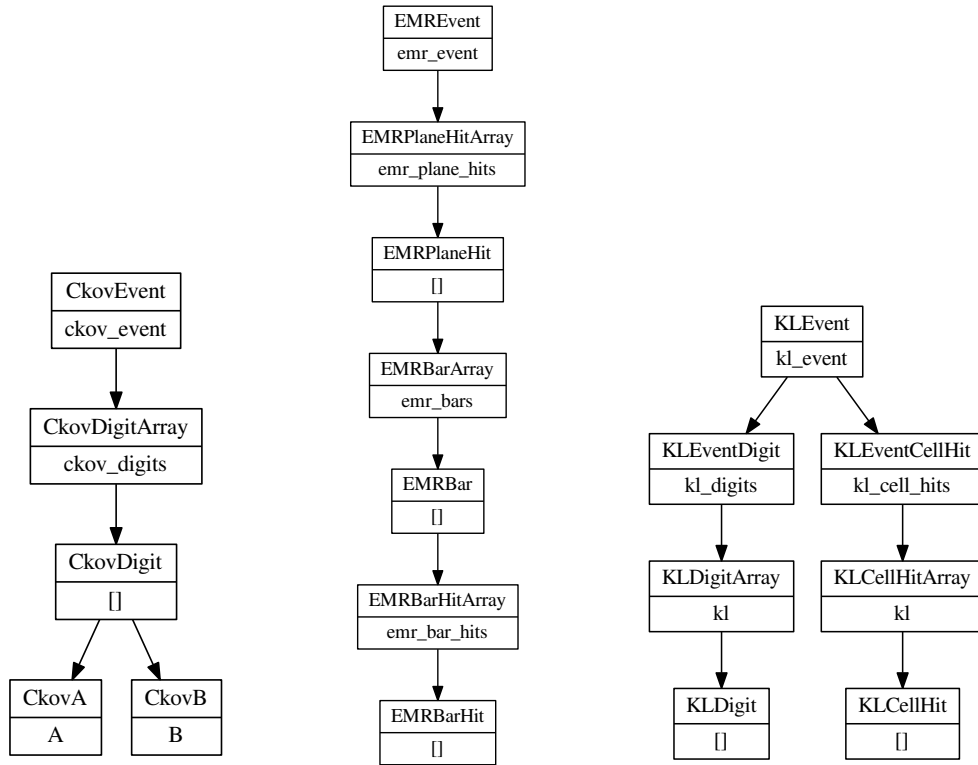 CkovEvent
ckov_event
CkovDigitArray
ckov_digits
CkovDigit
[]
CkovA
A
CkovB
B
EMREvent
emr_event
EMRPlaneHitArray
emr_plane_hits
EMRPlaneHit
[]
EMRBarArray
emr_bars
EMRBar
[]
EMRBarHitArray
emr_bar_hits
EMRBarHit
[]
KLEvent
kl_event
KLEventDigit
kl_digits
KLDigitArray
kl
KLDigit
[]
KLEventCellHit
kl_cell_hits
KLCellHitArray
kl
KLCellHit
[]